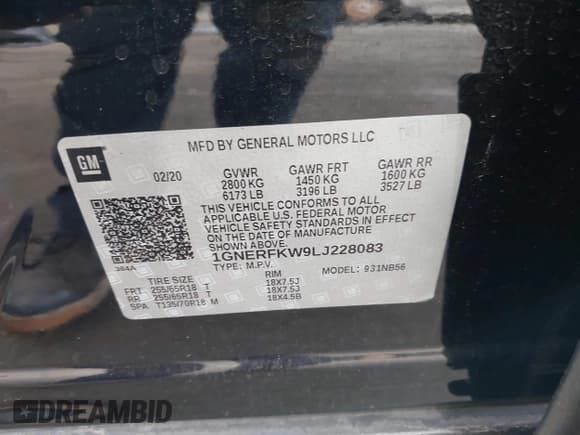 MFD BY GENERAL MOTORS LLC
GM
02/20 GVWR GAWR FRT GAWR RR
2800 KG 1450 KG 1600 KG
6173 LB 3196 LB 3527 LB
THIS VEHICLE CONFORMS TO ALL
APPLICABLE U.S. FEDERAL MOTOR
VEHICLE SAFETY STANDARDS IN EFFECT
ON THE DATE OF MANUFACTURE
SHOWN ABOVE.
384A
1GNERFKW9LJ228083
TYPE: M.P.V. MODEL: 931NB56
TIRE SIZE RIM
FRT 255/65R18 T 18X7.5J
RR 255/65R18 T 18X7.5J
SPA T135/70R18 M 18X4.5B
DREAMBID